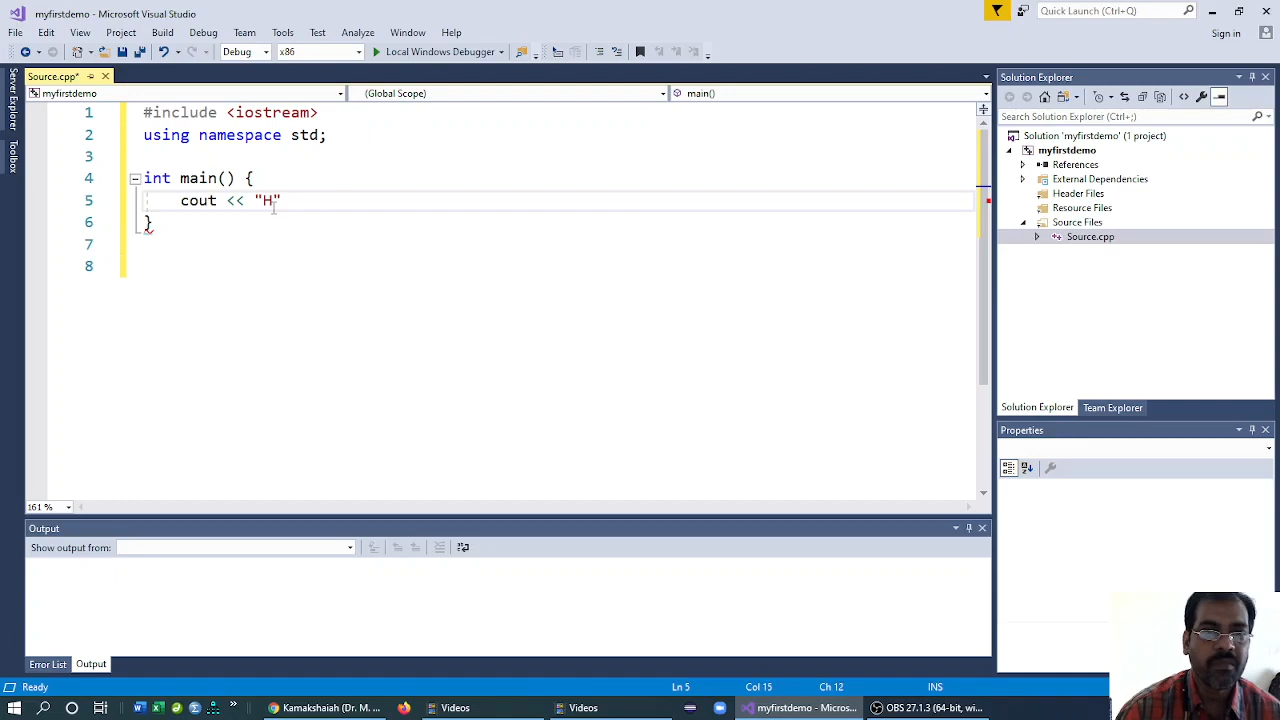 myfirstdemo - Microsoft Visual Studio
Quick Launch (Ctrl+Q)
File Edit View Project Build Debug Team Tools Test Analyze Window Help
Sign in
Debug x86 Local Windows Debugger
Server Explorer
Toolbox
Source.cpp*
myfirstdemo (Global Scope) main()
1 #include <iostream>
2 using namespace std;
3
4 int main() {
5 cout << "H"
6 }
7
8
161 %
Solution Explorer
Search Solution Explorer (Ctrl+;)
Solution 'myfirstdemo' (1 project)
myfirstdemo
References
External Dependencies
Header Files
Resource Files
Source Files
Source.cpp
Solution Explorer Team Explorer
Properties
Output
Show output from:
Error List Output
Ready Ln 5 Col 15 Ch 12 INS
Kamakshaiah (Dr. M. ... Videos Videos myfirstdemo - Micros... OBS 27.1.3 (64-bit, wi...